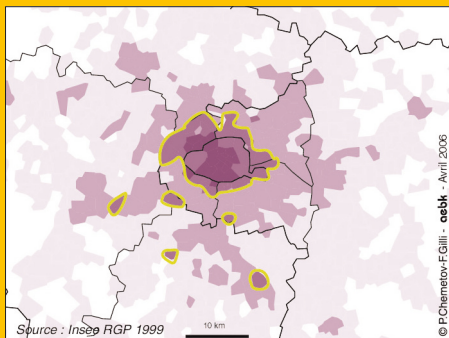 Source : Insee RGP 1999
10 km
© P.Chemetov-F.Gilli - aebk - Avril 2006